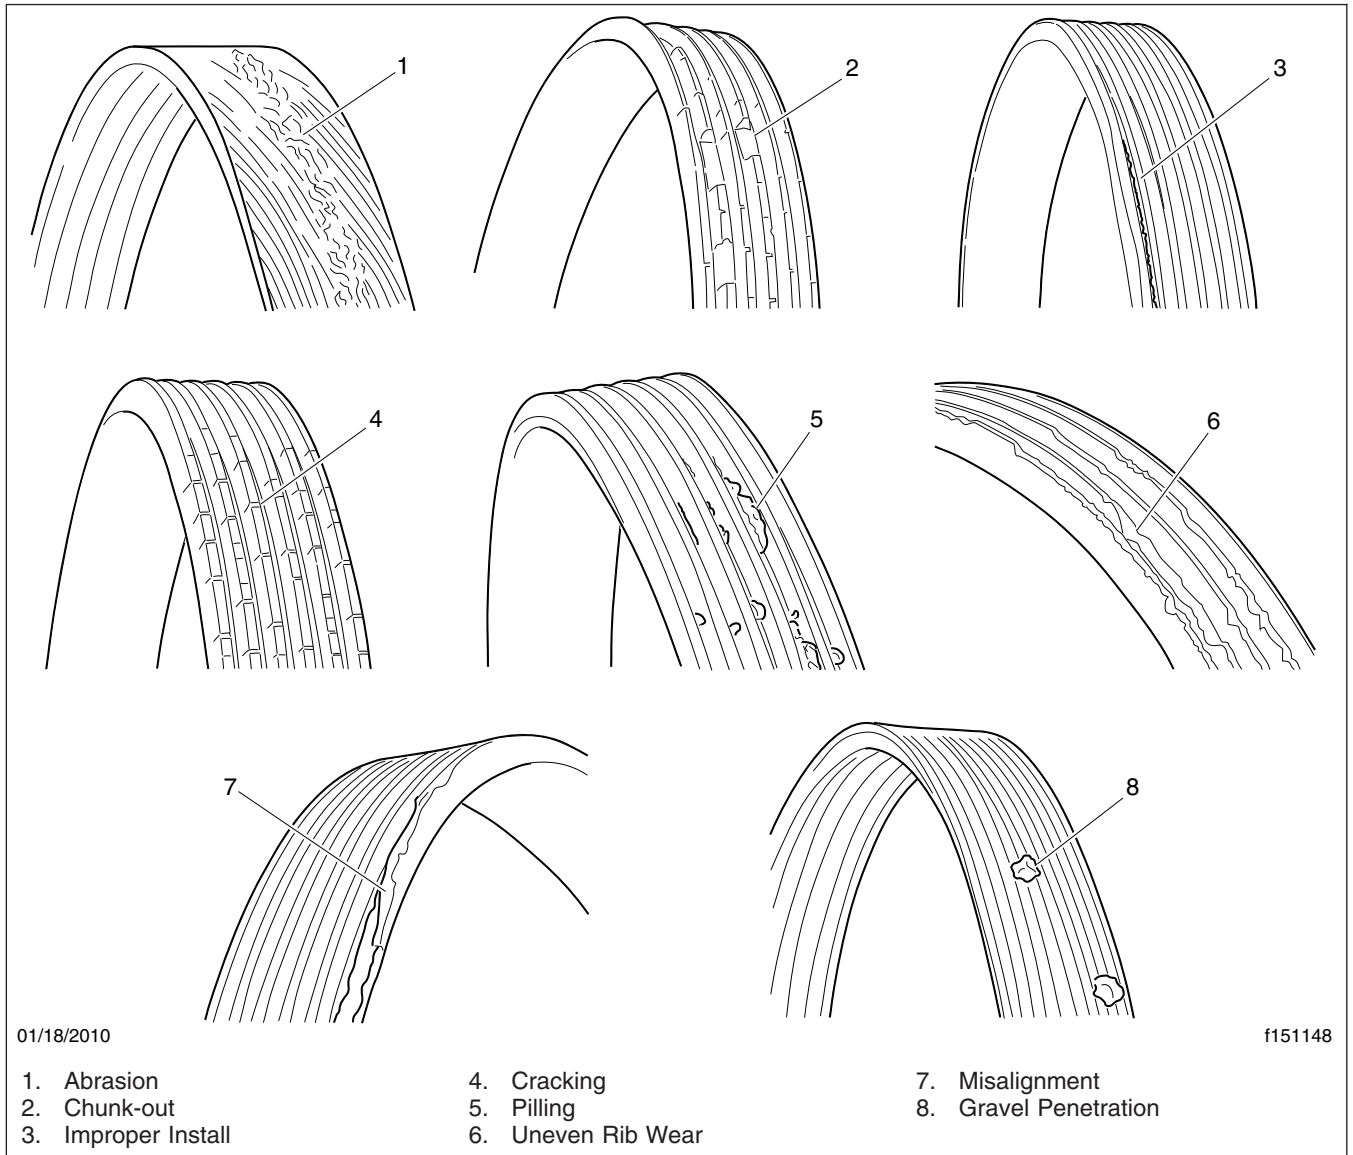 1
2
3
4
5
6
7
8
01/18/2010
f151148
1. Abrasion
2. Chunk-out
3. Improper Install
4. Cracking
5. Pilling
6. Uneven Rib Wear
7. Misalignment
8. Gravel Penetration